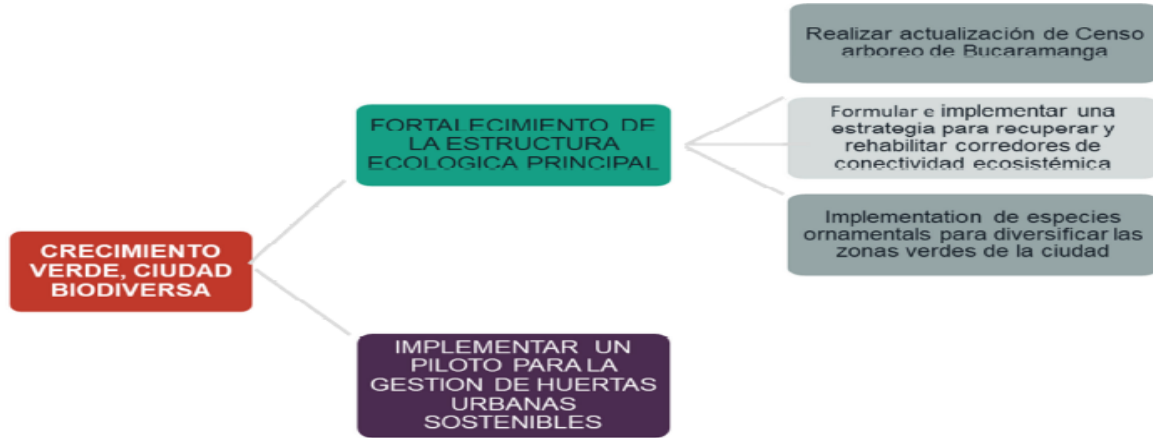 CRECIMIENTO
VERDE, CIUDAD
BIODIVERSA
FORTALECIMIENTO DE
LA ESTRUCTURA
ECOLOGICA PRINCIPAL
Realizar actualización de Censo
arboreo de Bucaramanga
Formular e implementar una
estrategia para recuperar y
rehabilitar corredores de
conectividad ecosistémica
Implementation de especies
ornamentals para diversificar las
zonas verdes de la ciudad
IMPLEMENTAR UN
PILOTO PARA LA
GESTION DE HUERTAS
URBANAS
SOSTENIBLES